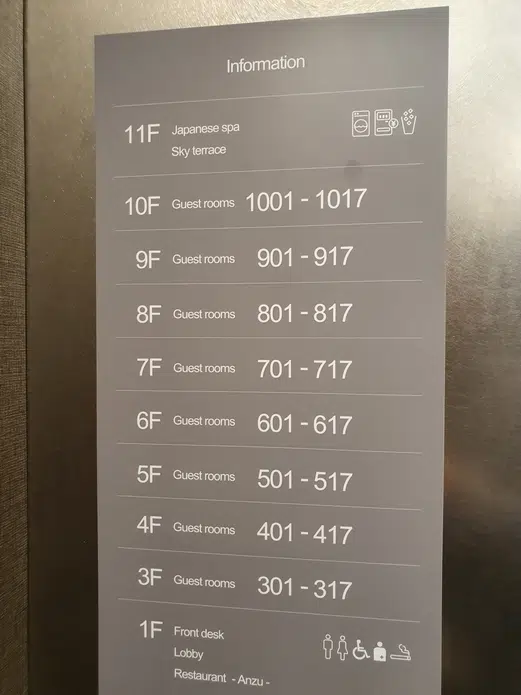 Information
11F Japanese spa
Sky terrace
10F Guest rooms 1001 - 1017
9F Guest rooms 901 - 917
8F Guest rooms 801 - 817
7F Guest rooms 701 - 717
6F Guest rooms 601 - 617
5F Guest rooms 501 - 517
4F Guest rooms 401 - 417
3F Guest rooms 301 - 317
1F Front desk
Lobby
Restaurant - Anzu -